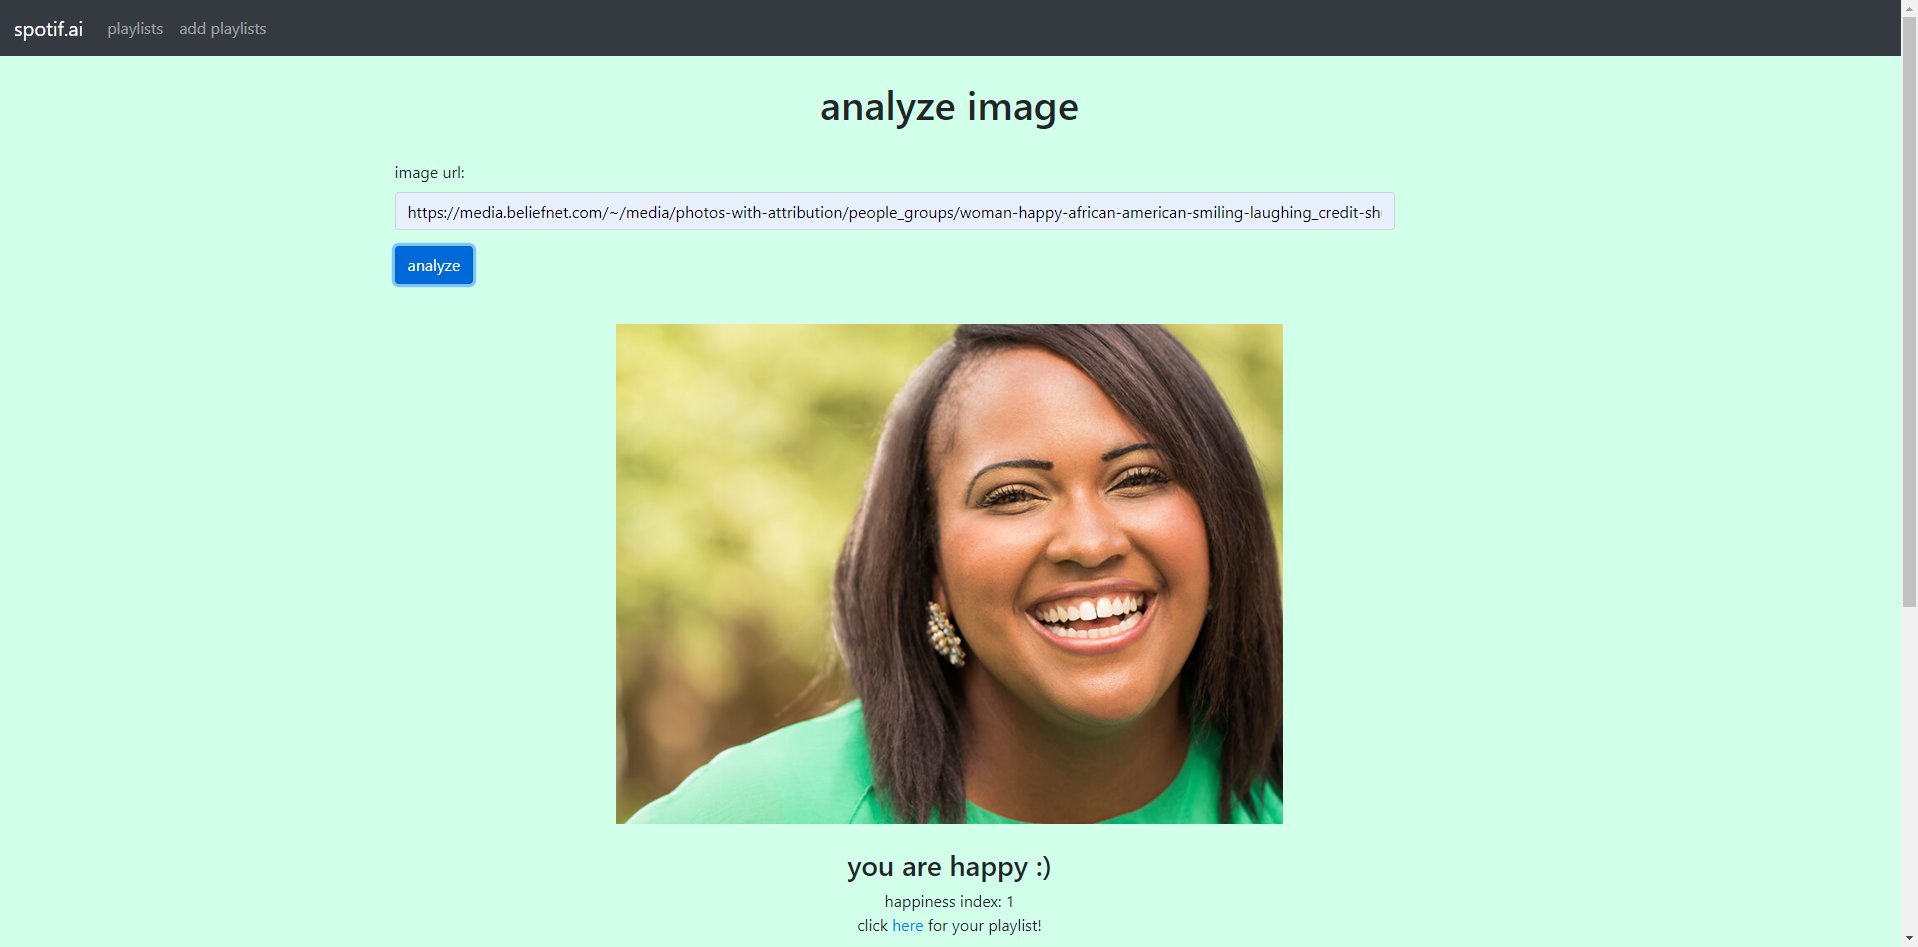 spotif.ai playlists add playlists
analyze image
image url:
https://media.beliefnet.com/~/media/photos-with-attribution/people_groups/woman-happy-african-american-smiling-laughing_credit-sh
analyze
you are happy :)
happiness index: 1
click here for your playlist!